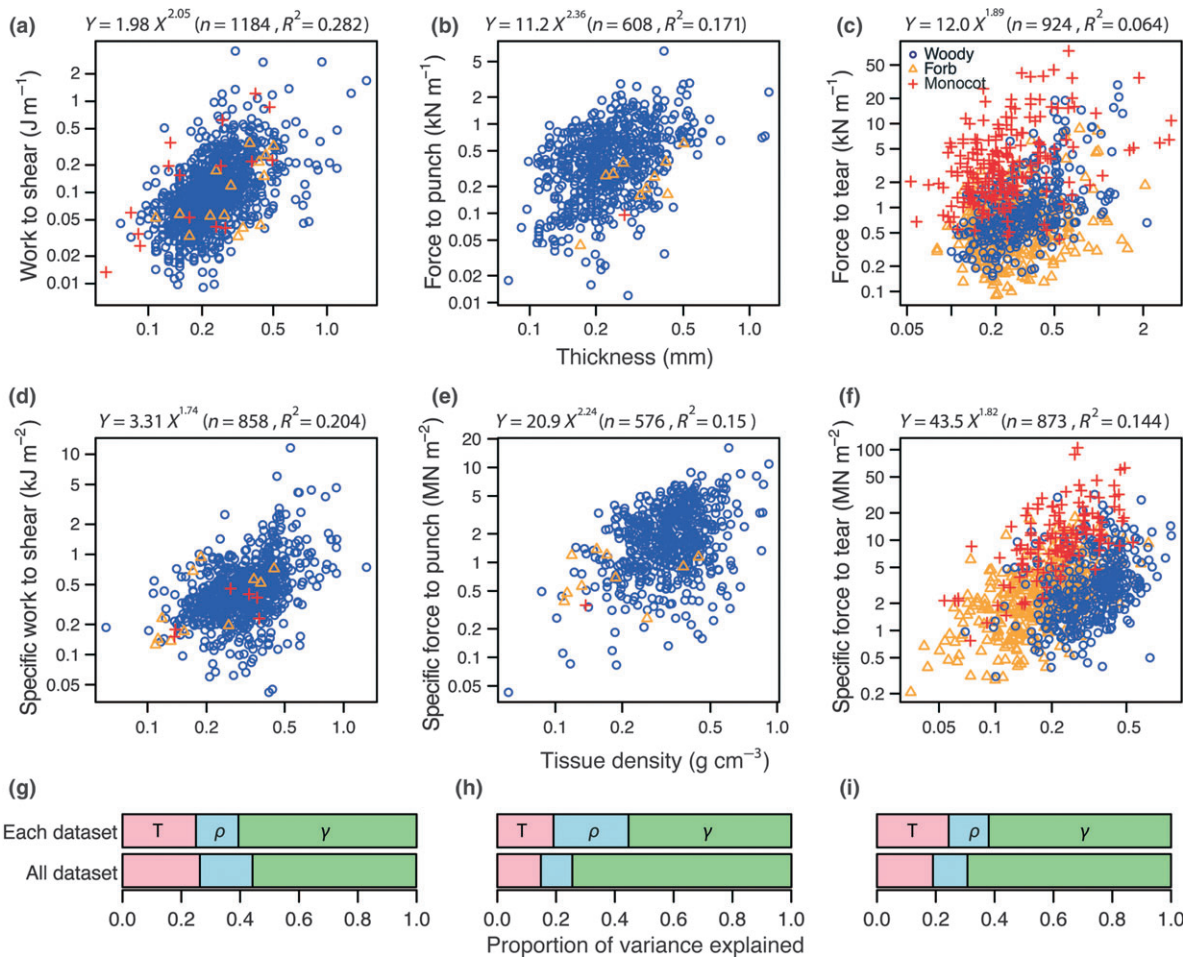 (a) Y = 1.98 X^2.05 (n = 1184 , R^2 = 0.282)
Work to shear (J m−1)
2
1
0.5
0.2
0.1
0.05
0.02
0.01
0.1 0.2 0.5 1.0
(b) Y = 11.2 X^2.36 (n = 608 , R^2 = 0.171)
Force to punch (kN m−1)
5
2
1
0.5
0.2
0.1
0.05
0.02
0.01
0.1 0.2 0.5 1.0
Thickness (mm)
(c) Y = 12.0 X^1.89 (n = 924 , R^2 = 0.064)
Woody
Forb
Monocot
Force to tear (kN m−1)
50
20
10
5
2
1
0.5
0.2
0.1
0.05 0.2 0.5 2
(d)
Y = 3.31 X^1.74 (n = 858 , R^2 = 0.204)
Specific work to shear (kJ m−2)
10
5
2
1
0.5
0.2
0.1
0.05
0.1 0.2 0.5 1.0
(e)
Y = 20.9 X^2.24 (n = 576 , R^2 = 0.15)
Specific force to punch (MN m−2)
20
10
5
2
1
0.5
0.2
0.1
0.05
0.1 0.2 0.5 1.0
Tissue density (g cm−3)
(f)
Y = 43.5 X^1.82 (n = 873 , R^2 = 0.144)
Specific force to tear (MN m−2)
100
50
20
10
5
2
1
0.5
0.2
0.05 0.1 0.2 0.5
(g)
Each dataset T ρ γ
All dataset
0.0 0.2 0.4 0.6 0.8 1.0
(h)
T ρ γ
0.0 0.2 0.4 0.6 0.8 1.0
Proportion of variance explained
(i)
T ρ γ
0.0 0.2 0.4 0.6 0.8 1.0